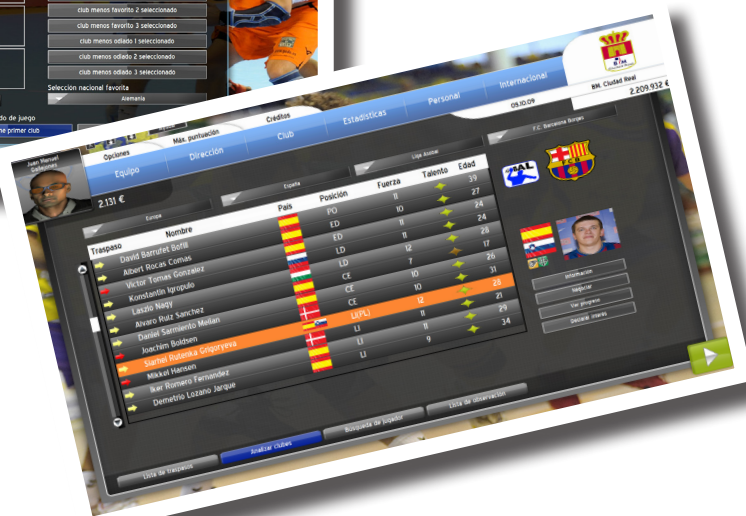 club menos favorito 2 seleccionado
club menos favorito 3 seleccionado
club menos odiado 1 seleccionado
club menos odiado 2 seleccionado
club menos odiado 3 seleccionado
Selección nacional favorita
Alemania
do de juego
ne primer club
Juan Manuel
Opciones Máx. puntuación Créditos
Equipo Dirección Club Estadísticas Personal Internacional
BM. Ciudad Real
2.131 € 05.10.09 2.209.932 €
Europa España Liga Asobal F.C. Barcelona Borges
Traspaso Nombre País Posición Fuerza Talento Edad
David Barrufet Bofill PO 11 39
Albert Rocas Comas ED 10 27
Victor Tomas Gonzalez ED 11 24
Konstantin Igropulo LD 11 24
Laszlo Nagy LD 12 28
Alvaro Ruiz Sanchez CE 7 17
Daniel Sarmiento Melian CE 10 26
Joachim Boldsen CE 10 31
Siarhei Rutenka Grigoryeva LI(PL) 12 28
Mikkel Hansen LI 11 21
Iker Romero Fernandez LI 11 29
Demetrio Lozano Jarque LI 9 34
Información
Negociar
Ver progreso
Descartar interés
Lista de traspasos Analizar clubes Búsqueda de jugador Lista de observación